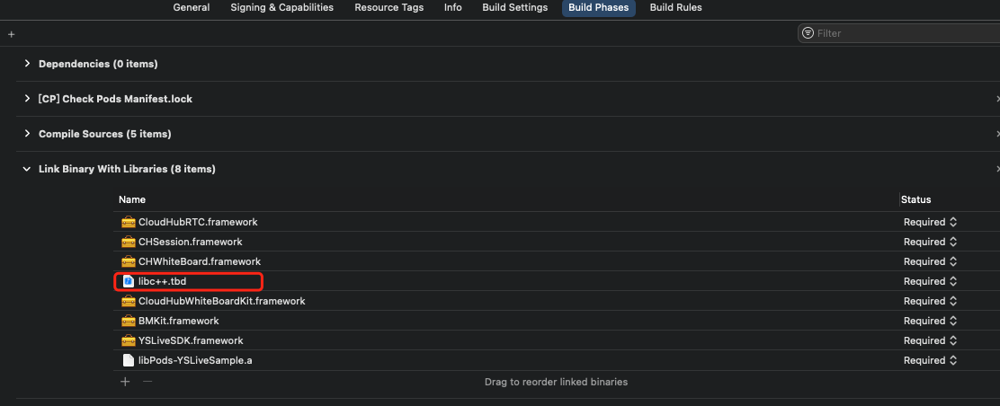 General Signing & Capabilities Resource Tags Info Build Settings Build Phases Build Rules
+ Filter
Dependencies (0 items)
[CP] Check Pods Manifest.lock
Compile Sources (5 items)
Link Binary With Libraries (8 items)
Name Status
CloudHubRTC.framework Required
CHSession.framework Required
CHWhiteBoard.framework Required
libc++.tbd Required
CloudHubWhiteBoardKit.framework Required
BMKit.framework Required
YSLiveSDK.framework Required
libPods-YSLiveSample.a Required
+ − Drag to reorder linked binaries